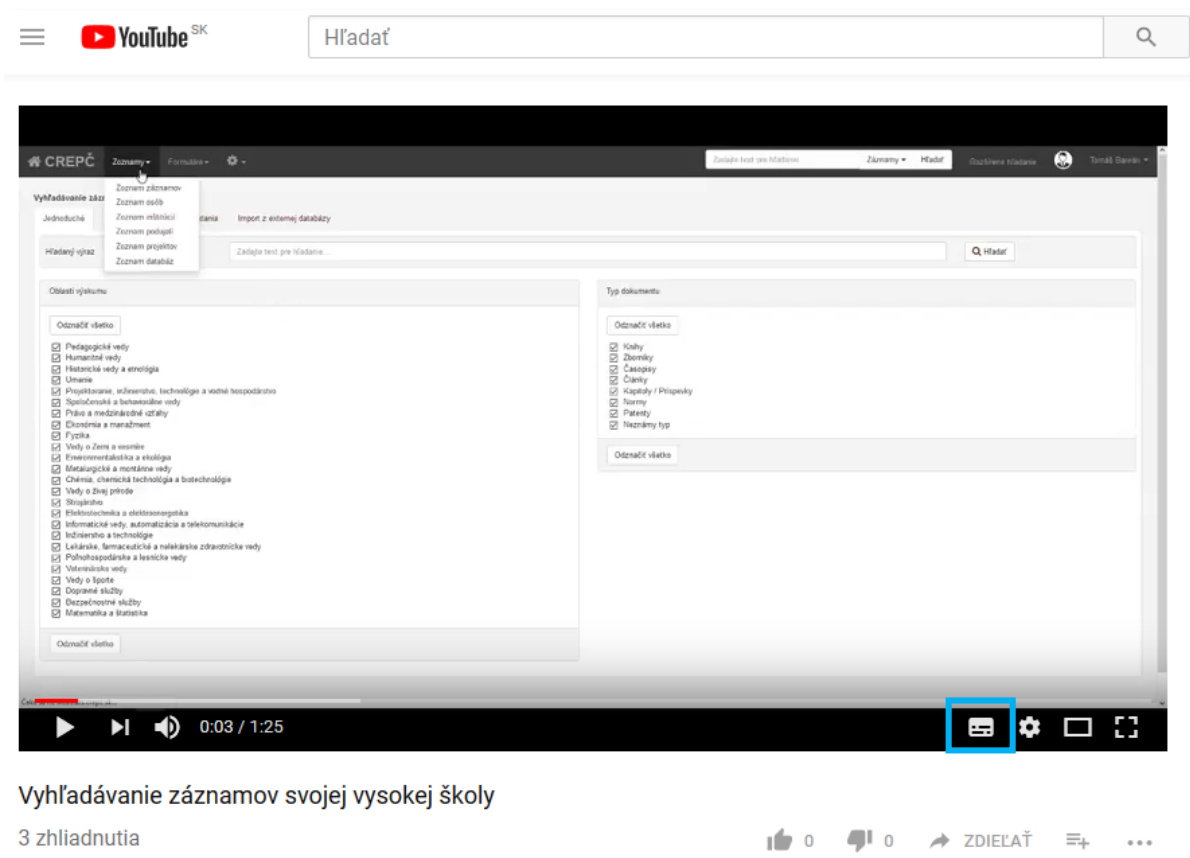 YouTube SK
Hľadať
CREPČ Zoznamy Formuláre Zadajte text pre hľadanie Záznamy Hľadať Rozšírené hľadanie Tomáš
Zoznam záznamov
Vyhľadávanie
Zoznam osôb
Jednoduché Zoznam inštitúcií Import z externej databázy
Zoznam podujatí
Zoznam projektov
Hľadaný výraz Zadajte text pre hľadanie... Hľadať
Zoznam databáz
Oblasti výskumu
Odznačiť všetko
Pedagogické vedy
Humanitné vedy
Historické vedy a etnológia
Umenie
Projektovanie, inžinierstvo, technológie a vodné hospodárstvo
Spoločenské a behaviorálne vedy
Právo a medzinárodné vzťahy
Ekonómia a manažment
Fyzika
Vedy o Zemi a vesmíre
Environmentalistika a ekológia
Metalurgické a montánne vedy
Chémia, chemická technológia a biotechnológie
Vedy o živej prírode
Strojárstvo
Elektrotechnika a elektroenergetika
Informatické vedy, automatizácia a telekomunikácie
Inžinierstvo a technológie
Lekárske, farmaceutické a nelekárske zdravotnícke vedy
Poľnohospodárske a lesnícke vedy
Veterinárske vedy
Vedy o športe
Dopravné služby
Bezpečnostné služby
Matematika a štatistika
Odznačiť všetko
Typ dokumentu
Odznačiť všetko
Knihy
Zborníky
Časopisy
Články
Kapitoly / Príspevky
Normy
Patenty
Neznámy typ
Odznačiť všetko
0:03 / 1:25
Vyhľadávanie záznamov svojej vysokej školy
3 zhliadnutia
0 0 ZDIEĽAŤ